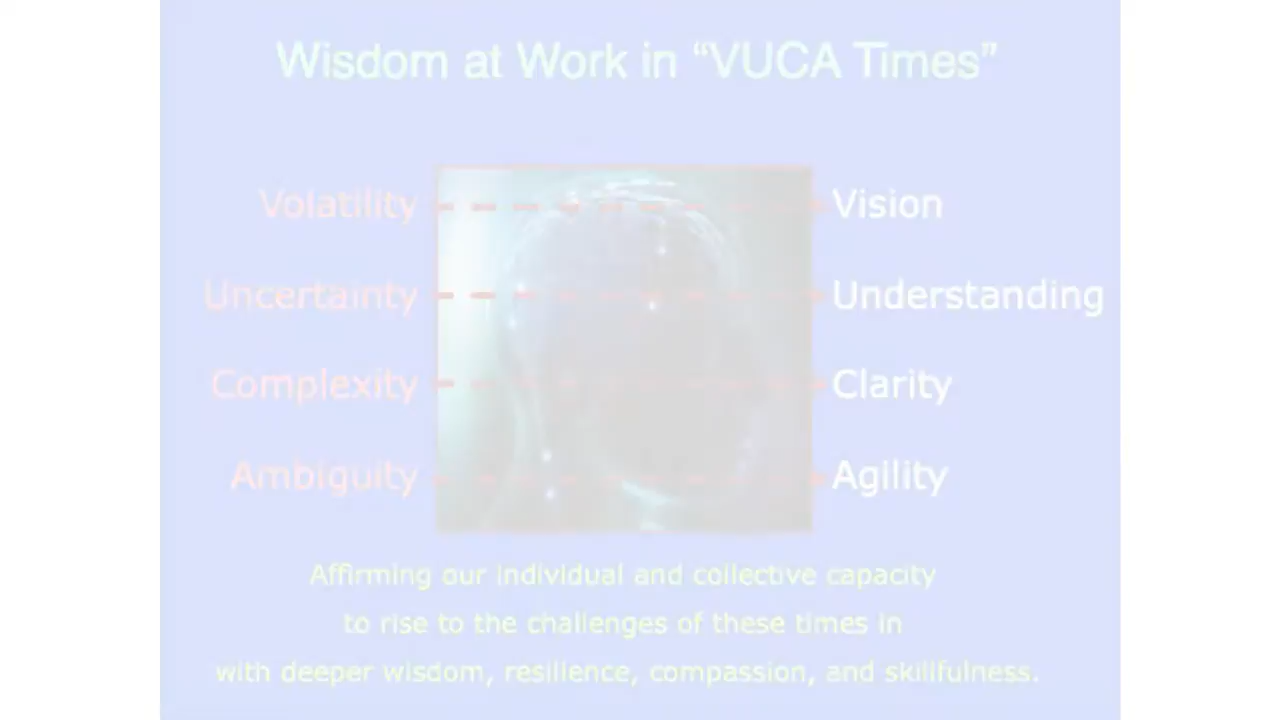 Wisdom at Work in “VUCA Times”
Volatility Vision
Uncertainty Understanding
Complexity Clarity
Ambiguity Agility
Affirming our individual and collective capacity
to rise to the challenges of these times in
with deeper wisdom, resilience, compassion, and skillfulness.